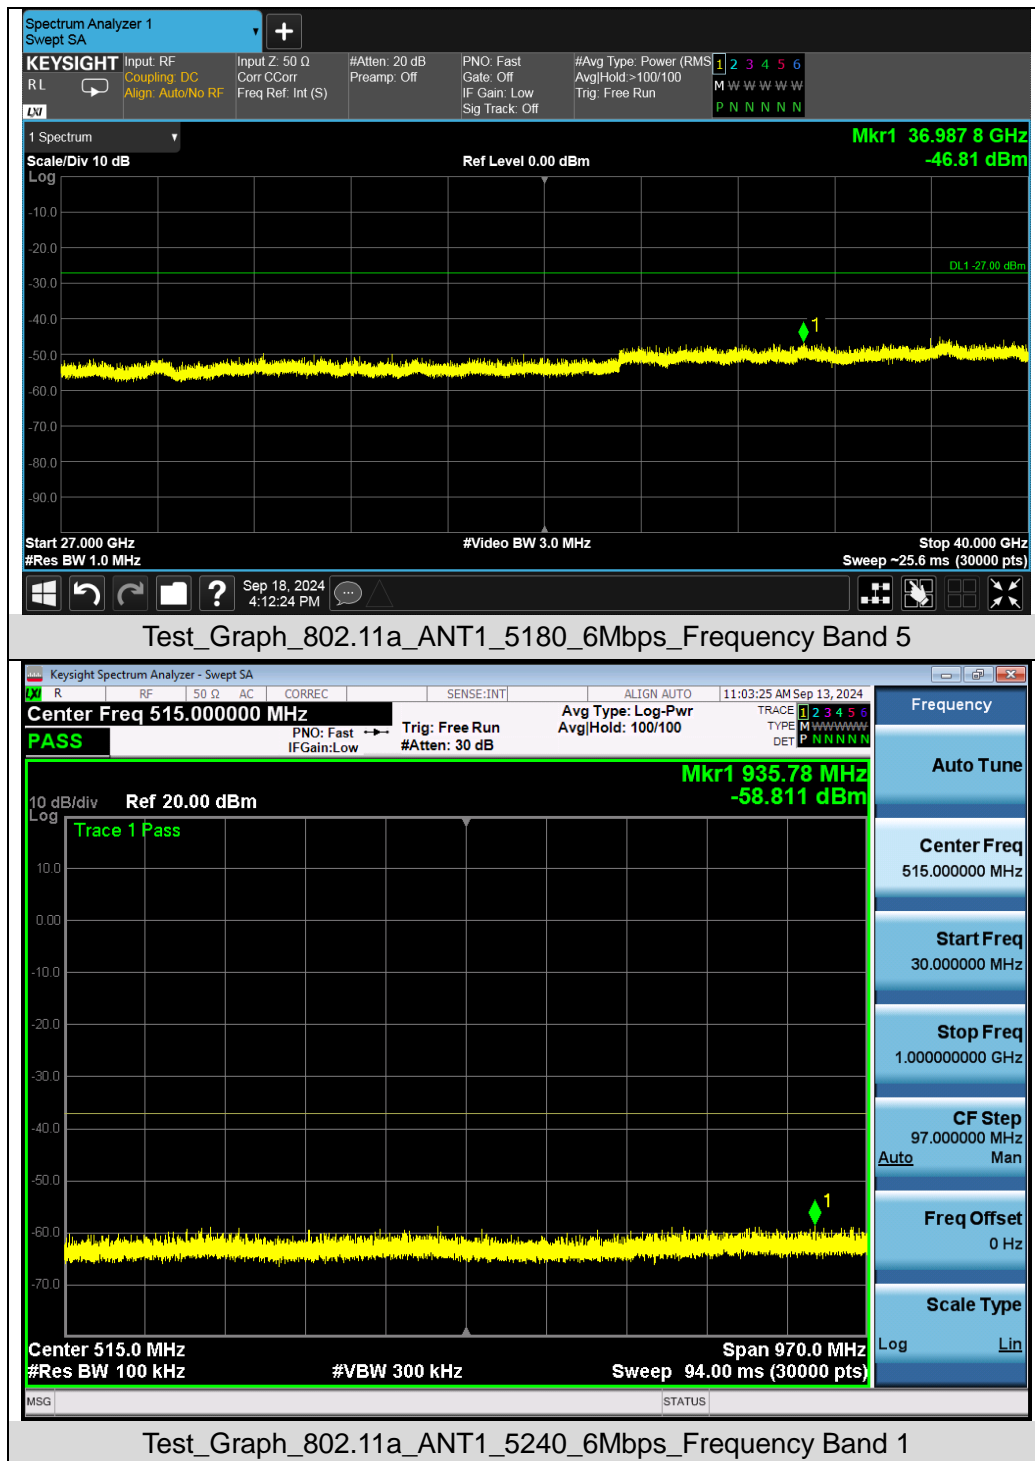 Spectrum Analyzer 1
Swept SA
KEYSIGHT
R L
LXI
Input: RF
Coupling: DC
Align: Auto/No RF
Input Z: 50 Ω
Corr CCorr
Freq Ref: Int (S)
#Atten: 20 dB
Preamp: Off
PNO: Fast
Gate: Off
IF Gain: Low
Sig Track: Off
#Avg Type: Power (RMS
Avg|Hold:>100/100
Trig: Free Run
1 2 3 4 5 6
M W W W W W
P N N N N N
1 Spectrum
Mkr1 36.987 8 GHz
Scale/Div 10 dB
Ref Level 0.00 dBm
-46.81 dBm
Log
-10.0
-20.0
DL1 -27.00 dBm
-30.0
-40.0
1
-50.0
-60.0
-70.0
-80.0
-90.0
Start 27.000 GHz
#Video BW 3.0 MHz
Stop 40.000 GHz
#Res BW 1.0 MHz
Sweep ~25.6 ms (30000 pts)
?
Sep 18, 2024
4:12:24 PM
Test_Graph_802.11a_ANT1_5180_6Mbps_Frequency Band 5
Keysight Spectrum Analyzer - Swept SA
LXI R RF 50 Ω AC CORREC SENSE:INT ALIGN AUTO 11:03:25 AM Sep 13, 2024
Center Freq 515.000000 MHz
PASS
PNO: Fast
IFGain:Low
Trig: Free Run
#Atten: 30 dB
Avg Type: Log-Pwr
Avg|Hold: 100/100
TRACE 1 2 3 4 5 6
TYPE M W W W W W
DET P N N N N N
Mkr1 935.78 MHz
-58.811 dBm
10 dB/div Ref 20.00 dBm
Log
Trace 1 Pass
10.0
0.00
-10.0
-20.0
-30.0
-40.0
-50.0
1
-60.0
-70.0
Center 515.0 MHz
Span 970.0 MHz
#Res BW 100 kHz
#VBW 300 kHz
Sweep 94.00 ms (30000 pts)
MSG
STATUS
Frequency
Auto Tune
Center Freq
515.000000 MHz
Start Freq
30.000000 MHz
Stop Freq
1.000000000 GHz
CF Step
97.000000 MHz
Auto Man
Freq Offset
0 Hz
Scale Type
Log Lin
Test_Graph_802.11a_ANT1_5240_6Mbps_Frequency Band 1